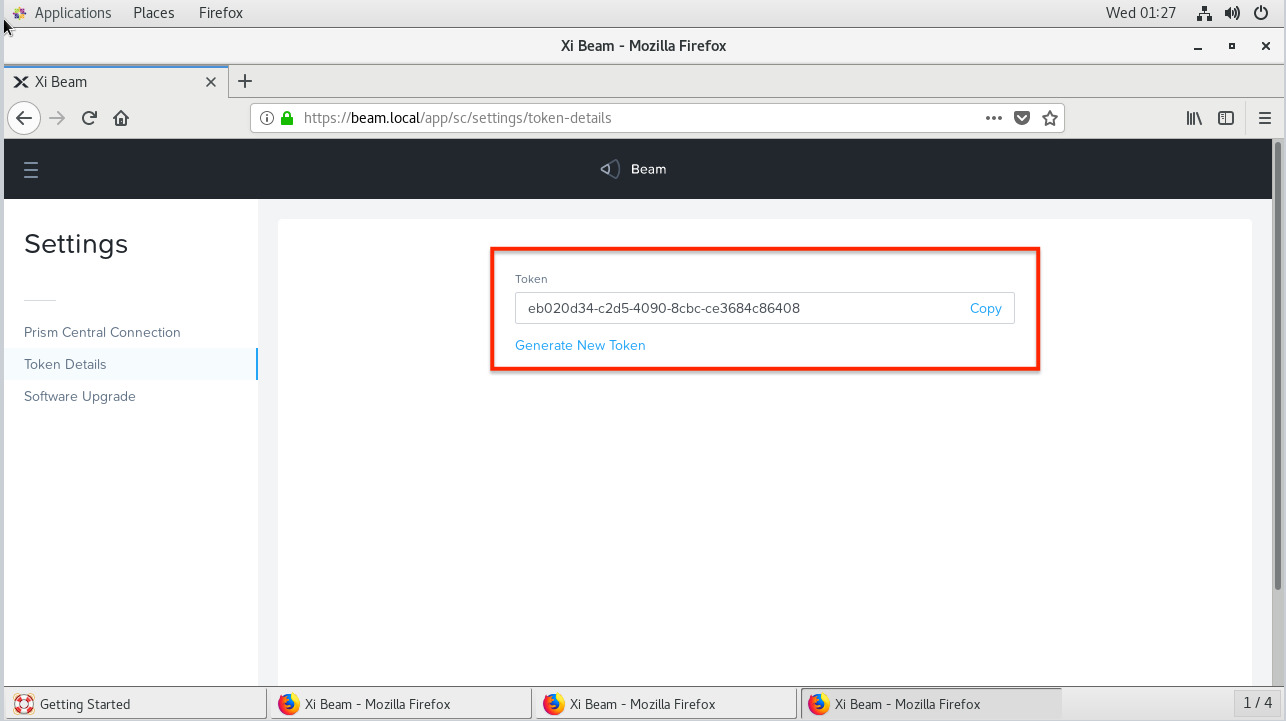 Applications Places Firefox Wed 01:27
Xi Beam - Mozilla Firefox
Xi Beam
https://beam.local/app/sc/settings/token-details
Beam
Settings
Prism Central Connection
Token Details
Software Upgrade
Token
eb020d34-c2d5-4090-8cbc-ce3684c86408 Copy
Generate New Token
Getting Started Xi Beam - Mozilla Firefox Xi Beam - Mozilla Firefox Xi Beam - Mozilla Firefox 1 / 4